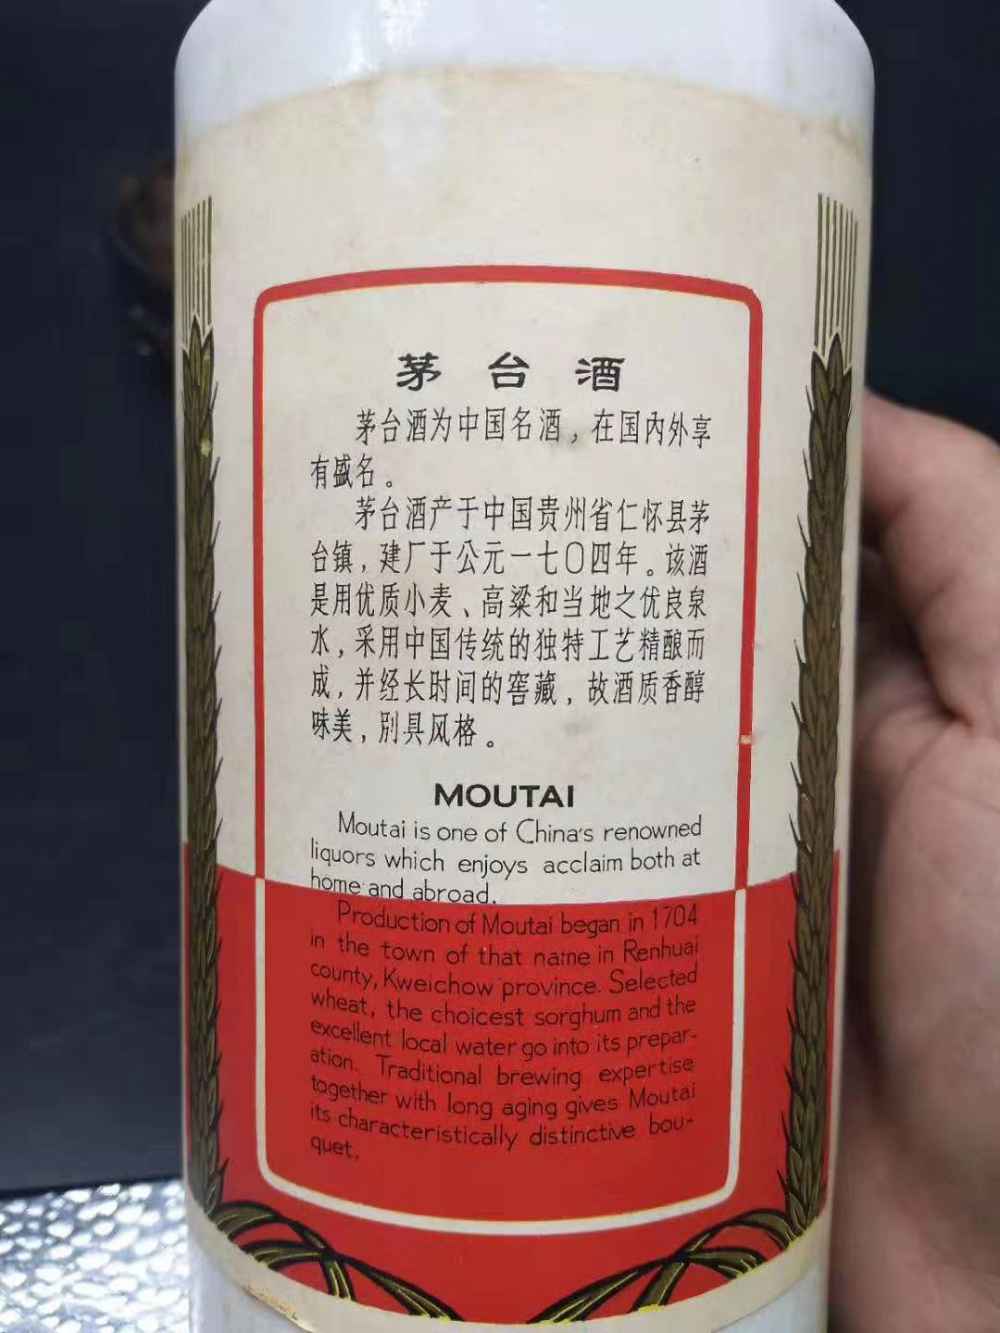 茅台酒
茅台酒为中国名酒，在国内外享
有盛名。
茅台酒产于中国贵州省仁怀县茅
台镇，建厂于公元一七〇四年。该酒
是用优质小麦、高粱和当地之优良泉
水，采用中国传统的独特工艺精酿而
成，并经长时间的窖藏，故酒质香醇
味美，别具风格。
MOUTAI
Moutai is one of China's renowned
liquors which enjoys acclaim both at
home and abroad.
Production of Moutai began in 1704
in the town of that name in Renhuai
county, Kweichow province. Selected
wheat, the choicest sorghum and the
excellent local water go into its prepar-
ation. Traditional brewing expertise
together with long aging gives Moutai
its characteristically distinctive bou-
quet.